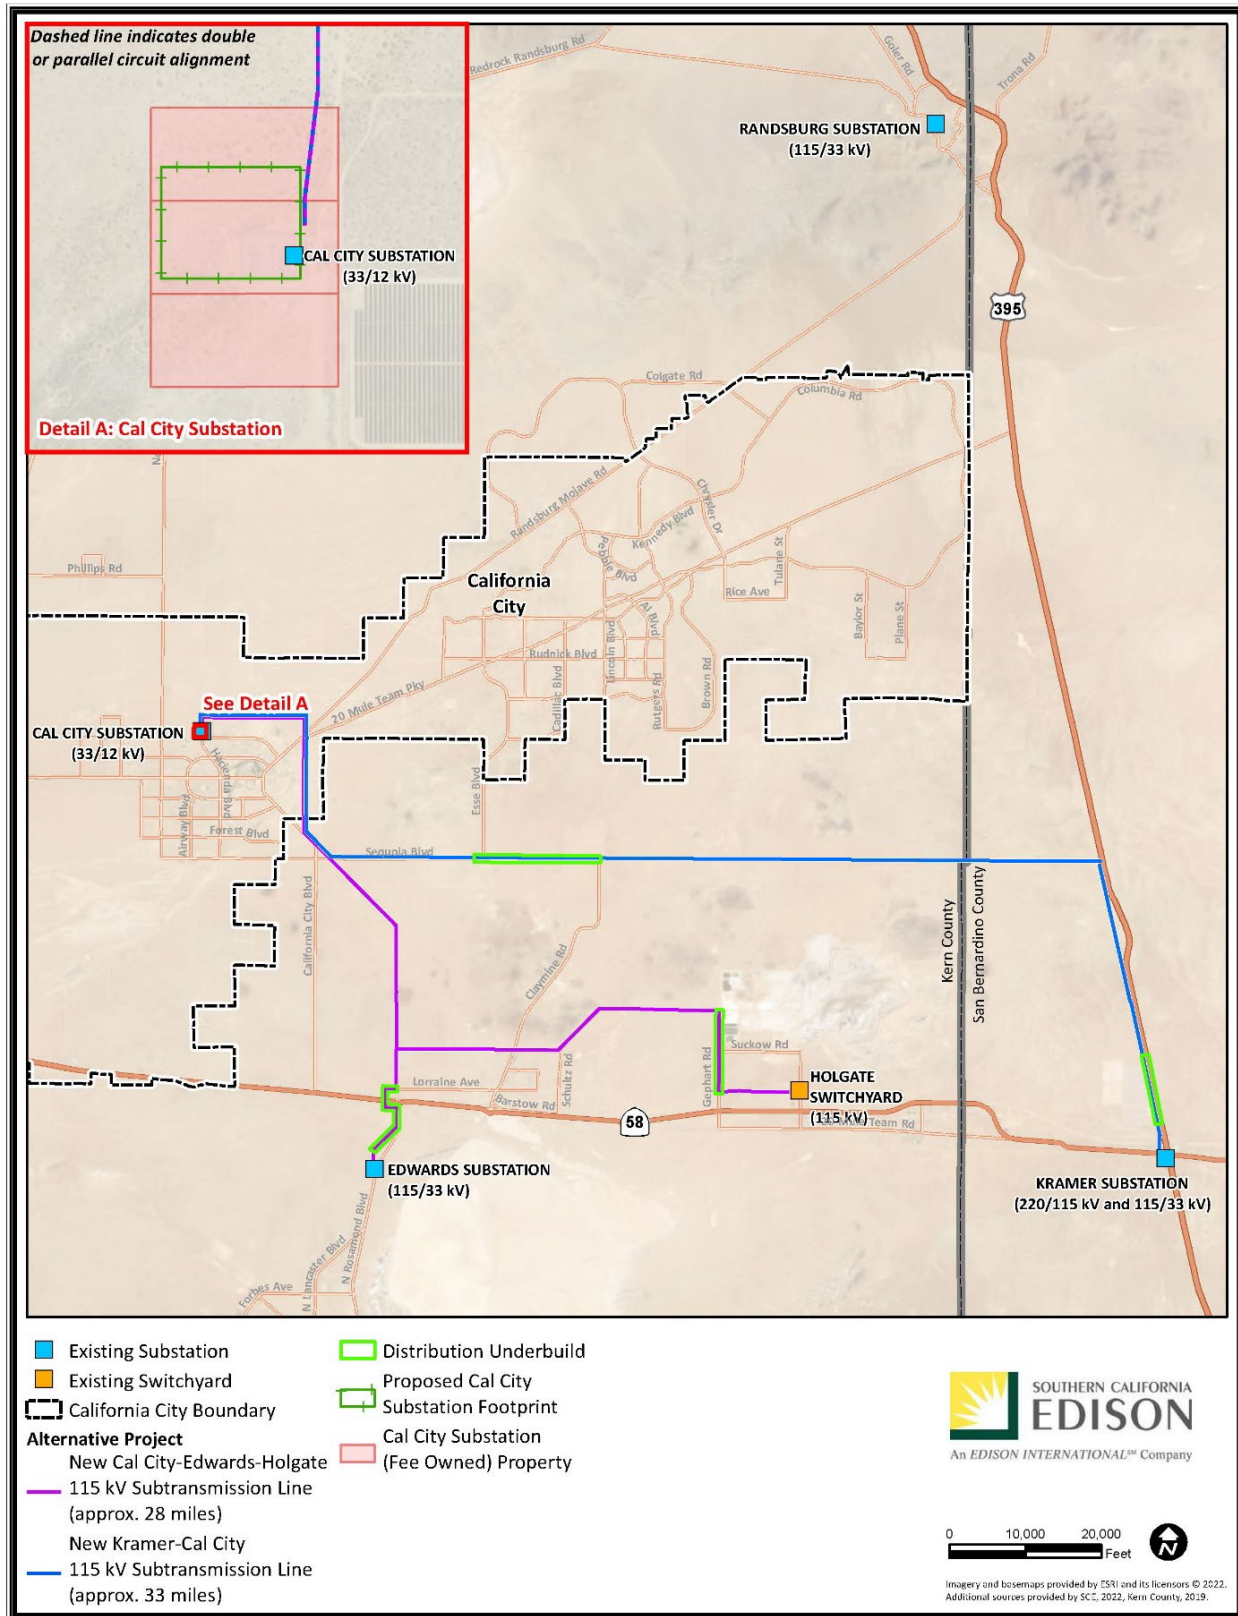 Dashed line indicates double
or parallel circuit alignment
CAL CITY SUBSTATION
(33/12 kV)
Detail A: Cal City Substation
Redrock Randsburg Rd
Goler Rd
Trona Rd
RANDSBURG SUBSTATION
(115/33 kV)
395
Colgate Rd
Columbia Rd
Randsburg Mojave Rd
Chrysler Dr
Kennedy Blvd
Pebble Blvd
Tulane St
Phillips Rd
California
City
Rice Ave
Al Blvd
Baylor St
Plane St
Lincoln Blvd
Rudnick Blvd
Cadillac Blvd
Rutgers Rd
Brown Rd
20 Mule Team Pky
See Detail A
CAL CITY SUBSTATION
(33/12 kV)
Hacienda Blvd
Airway Blvd
Forest Blvd
Esse Blvd
Sequoia Blvd
California City Blvd
Claymine Rd
Kern County
San Bernardino County
Suckow Rd
Gephart Rd
Schultz Rd
Lorraine Ave
Barstow Rd
58
HOLGATE
SWITCHYARD
(115 kV)
Mule Team Rd
EDWARDS SUBSTATION
(115/33 kV)
KRAMER SUBSTATION
(220/115 kV and 115/33 kV)
N Lancaster Blvd
N Rosamond Blvd
Forbes Ave
Existing Substation
Existing Switchyard
California City Boundary
Alternative Project
New Cal City-Edwards-Holgate
115 kV Subtransmission Line
(approx. 28 miles)
New Kramer-Cal City
115 kV Subtransmission Line
(approx. 33 miles)
Distribution Underbuild
Proposed Cal City
Substation Footprint
Cal City Substation
(Fee Owned) Property
SOUTHERN CALIFORNIA
EDISON
An EDISON INTERNATIONAL℠ Company
0 10,000 20,000
Feet
N
Imagery and basemaps provided by ESRI and its licensors © 2022.
Additional sources provided by SCE, 2022, Kern County, 2019.